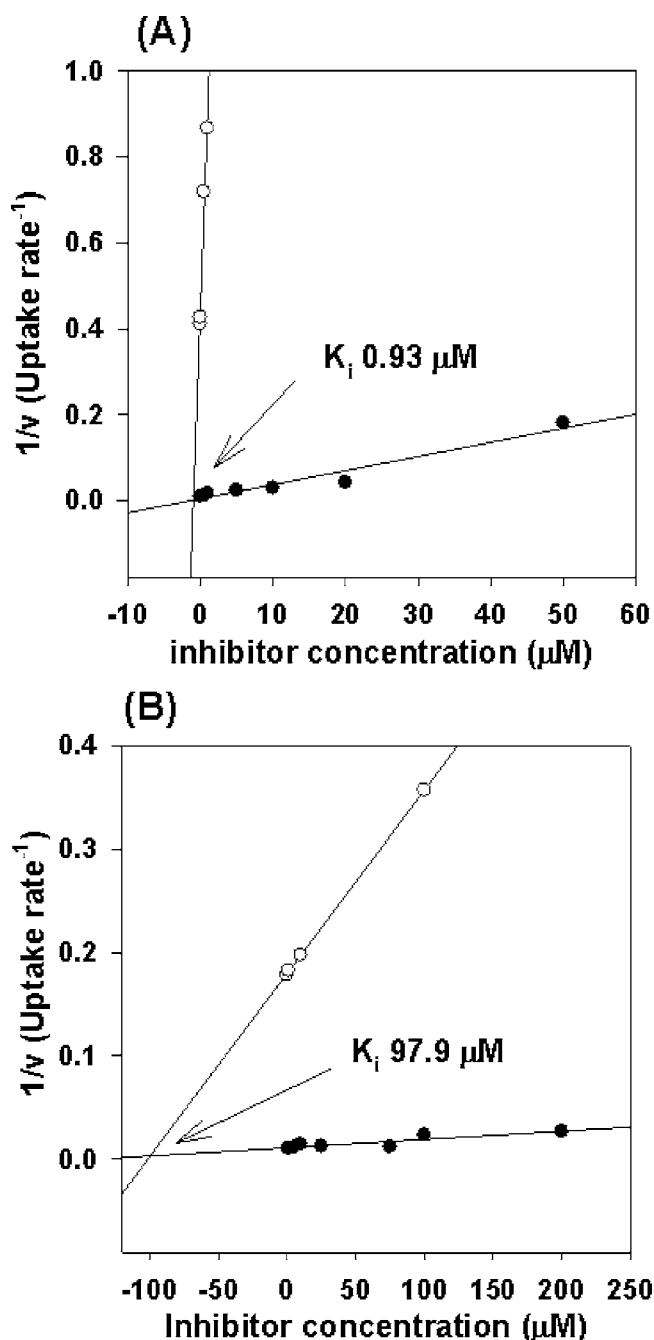 (A)
1.0
0.8
0.6
0.4
0.2
0.0
1/v (Uptake rate⁻¹)
Kᵢ 0.93 μM
-10 0 10 20 30 40 50 60
inhibitor concentration (μM)
(B)
0.4
0.3
0.2
0.1
0.0
1/v (Uptake rate⁻¹)
Kᵢ 97.9 μM
-100 -50 0 50 100 150 200 250
Inhibitor concentration (μM)